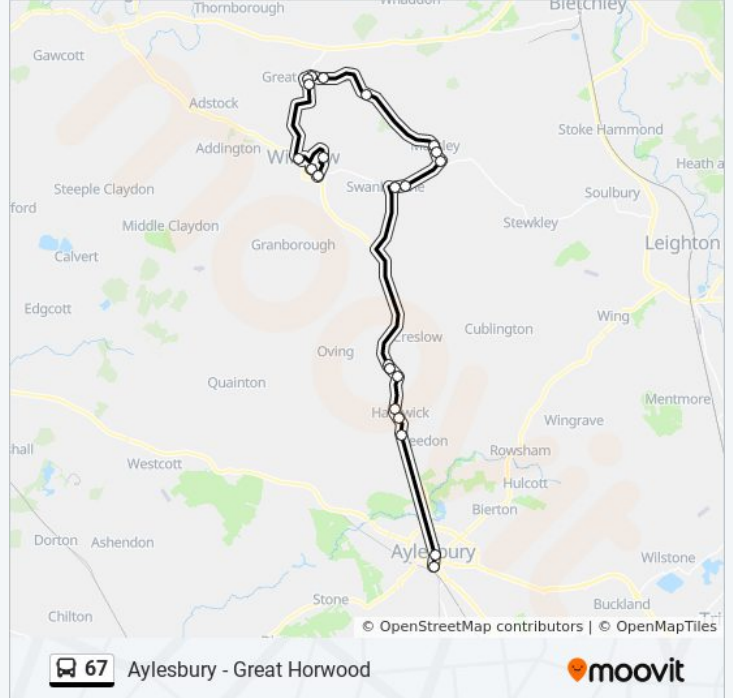 Thornborough
Whaddon
Bletchley
Gawcott
Great
Adstock
Stoke Hammond
Addington
Heath a
Steeple Claydon
Soulbury
ford
Middle Claydon
Stewkley
Granborough
Leighton
Calvert
Edgcott
Wing
Cublington
Creslow
Oving
Quainton
Mentmore
Wingrave
Rowsham
Westcott
Hulcott
Bierton
Dorton
Ashendon
Aylesbury
Wilstone
Stone
Buckland
Chilton
© OpenStreetMap contributors | © OpenMapTiles
67 Aylesbury - Great Horwood
moovit